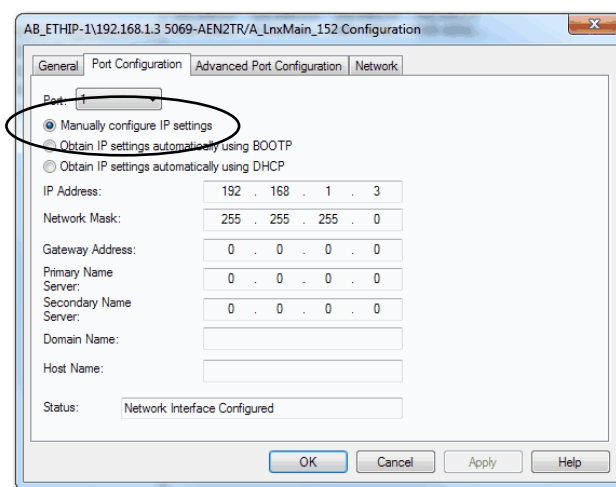 AB_ETHIP-1\192.168.1.3 5069-AEN2TR/A_LnxMain_152 Configuration
General Port Configuration Advanced Port Configuration Network
Port: 1
Manually configure IP settings
Obtain IP settings automatically using BOOTP
Obtain IP settings automatically using DHCP
IP Address: 192 . 168 . 1 . 3
Network Mask: 255 . 255 . 255 . 0
Gateway Address: 0 . 0 . 0 . 0
Primary Name
Server: 0 . 0 . 0 . 0
Secondary Name
Server: 0 . 0 . 0 . 0
Domain Name:
Host Name:
Status: Network Interface Configured
OK Cancel Apply Help